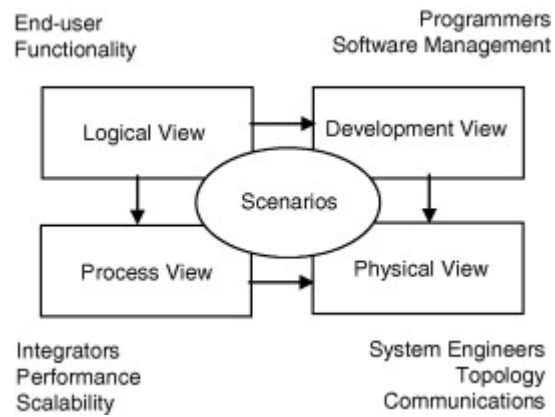 End-user
Functionality
Programmers
Software Management
Logical View
Development View
Scenarios
Process View
Physical View
Integrators
Performance
Scalability
System Engineers
Topology
Communications